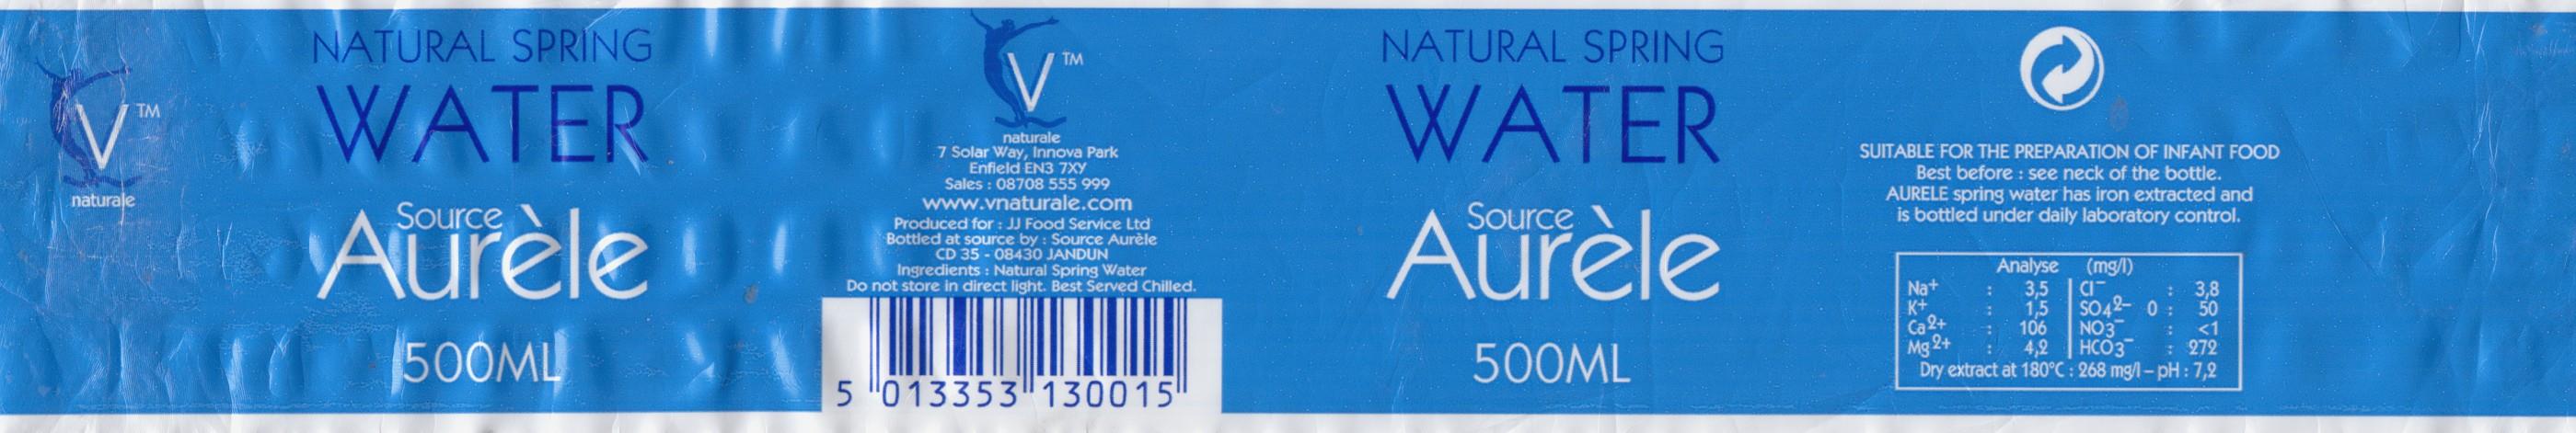 V™
naturale
NATURAL SPRING
WATER
Source
Aurèle
500ML
V™
naturale
7 Solar Way, Innova Park
Enfield EN3 7XY
Sales : 08708 555 999
www.vnaturale.com
Produced for : JJ Food Service Ltd
Bottled at source by : Source Aurèle
CD 35 - 08430 JANDUN
Ingredients : Natural Spring Water
Do not store in direct light. Best Served Chilled.
5 013353 130015
NATURAL SPRING
WATER
Source
Aurèle
500ML
SUITABLE FOR THE PREPARATION OF INFANT FOOD
Best before : see neck of the bottle.
AURELE spring water has iron extracted and
is bottled under daily laboratory control.
Analyse (mg/l)
Na+ : 3,5 Cl- : 3,8
K+ : 1,5 SO42- 0 : 50
Ca2+ : 106 NO3- : <1
Mg2+ : 4,2 HCO3- : 272
Dry extract at 180°C : 268 mg/l – pH : 7,2